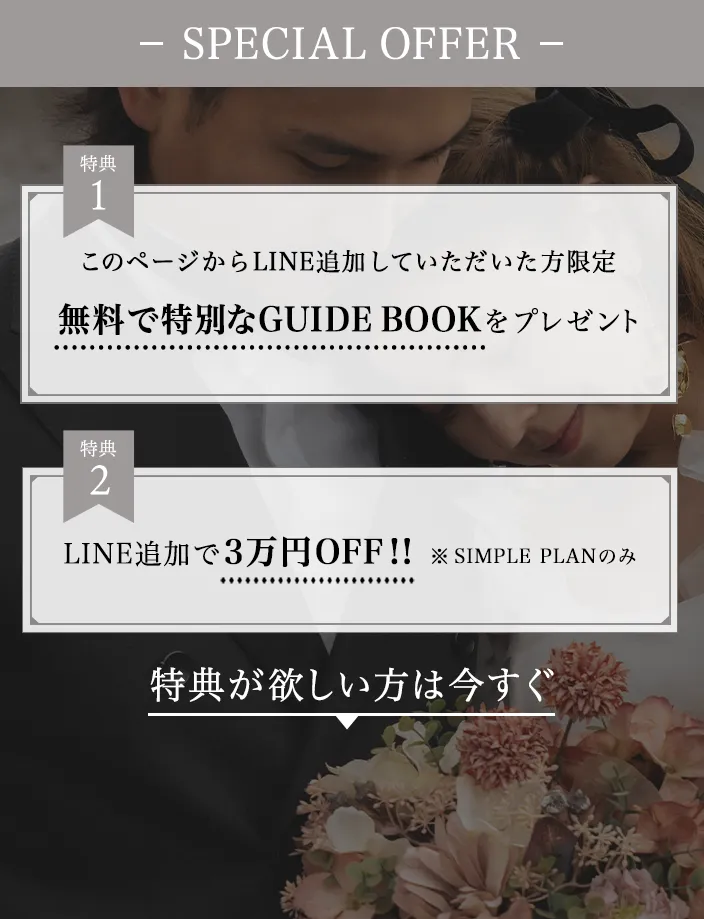 − SPECIAL OFFER −
特典
1
このページからLINE追加していただいた方限定
無料で特別なGUIDE BOOKをプレゼント
特典
2
LINE追加で3万円OFF!! ※SIMPLE PLANのみ
特典が欲しい方は今すぐ